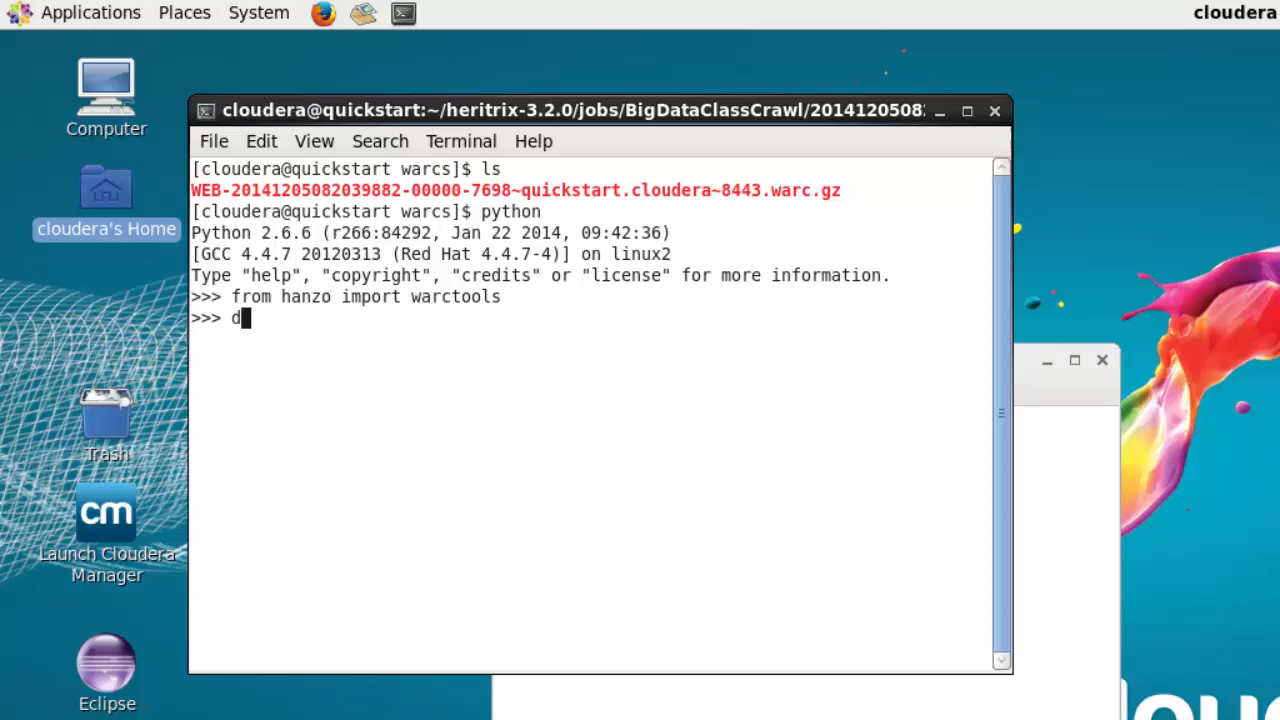 Applications Places System cloudera
Computer
cloudera's Home
Trash
cm
Launch Cloudera
Manager
Eclipse
cloudera@quickstart:~/heritrix-3.2.0/jobs/BigDataClassCrawl/2014120508
File Edit View Search Terminal Help
[cloudera@quickstart warcs]$ ls
WEB-20141205082039882-00000-7698~quickstart.cloudera~8443.warc.gz
[cloudera@quickstart warcs]$ python
Python 2.6.6 (r266:84292, Jan 22 2014, 09:42:36)
[GCC 4.4.7 20120313 (Red Hat 4.4.7-4)] on linux2
Type "help", "copyright", "credits" or "license" for more information.
>>> from hanzo import warctools
>>> d